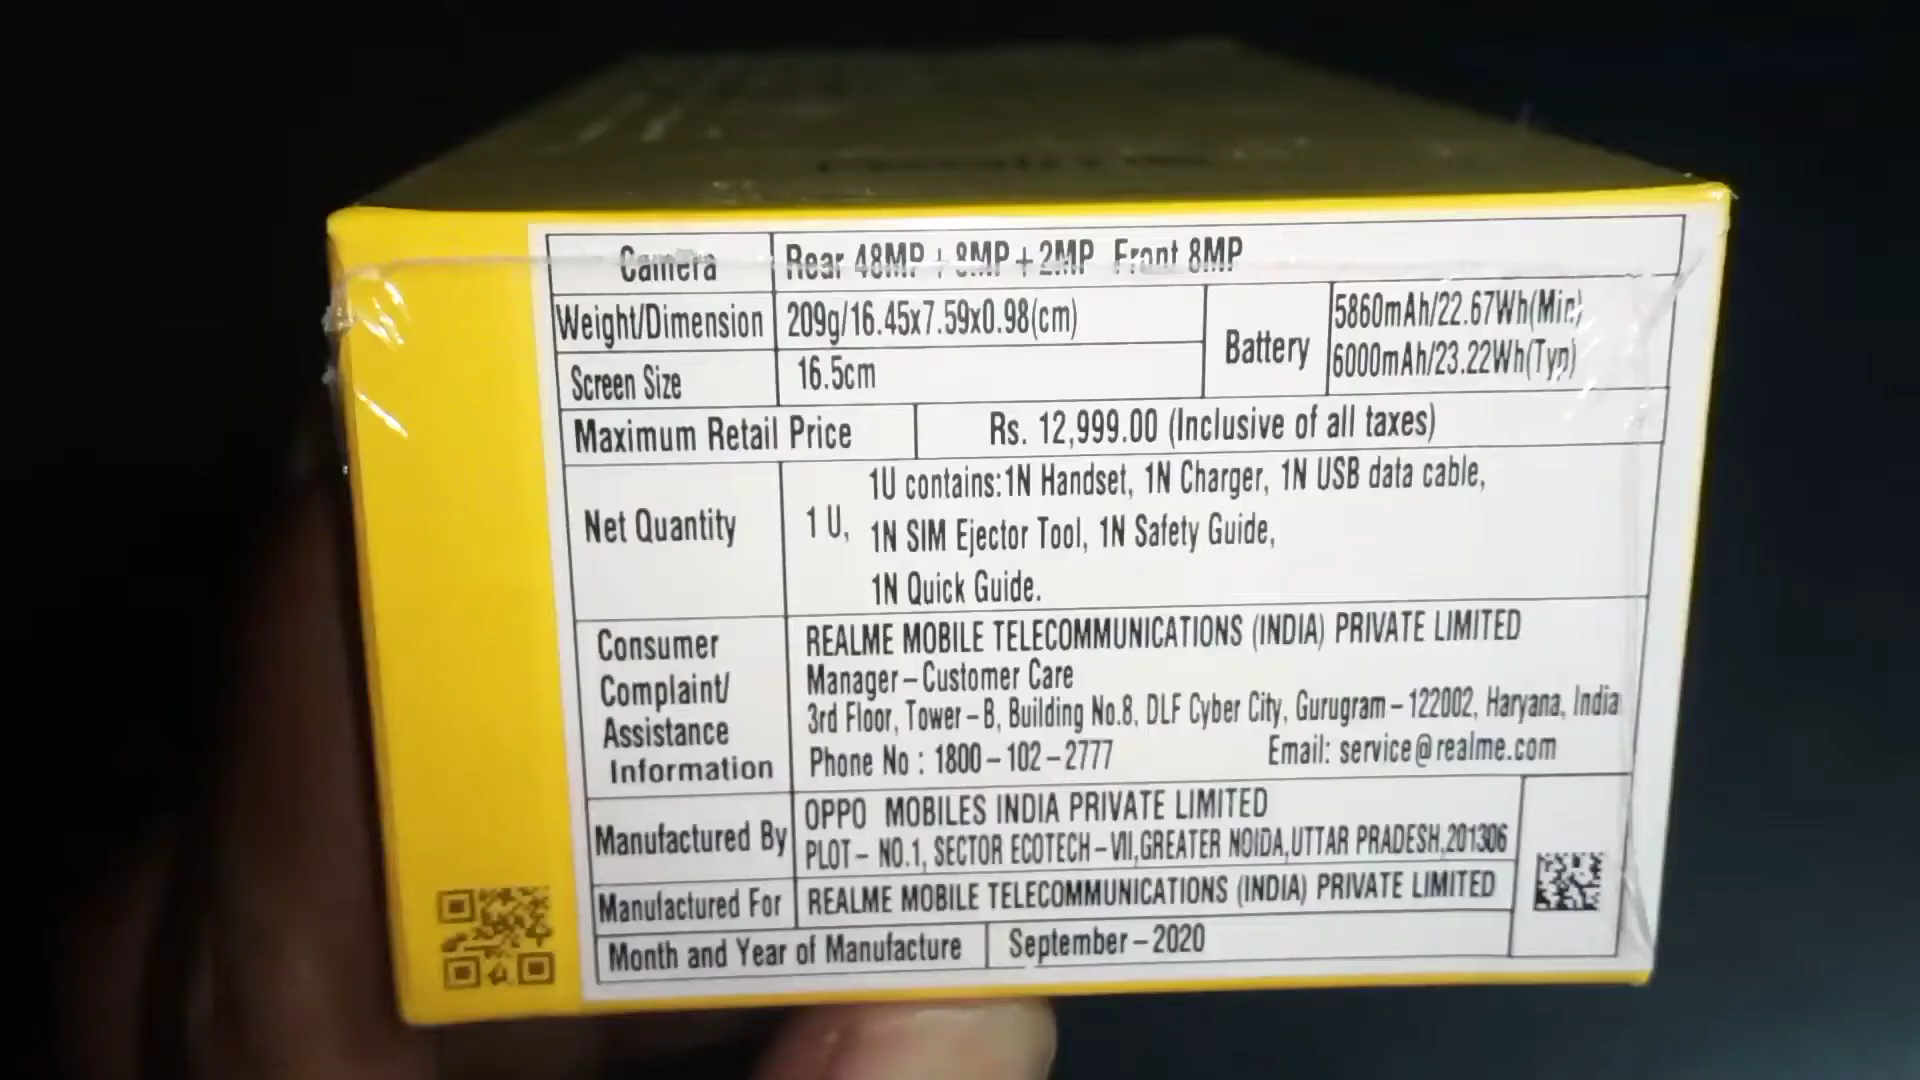 Camera Rear 48MP + 8MP + 2MP Front 8MP
Weight/Dimension 209g/16.45x7.59x0.98(cm)
Screen Size 16.5cm
Battery 5860mAh/22.67Wh(Min)
6000mAh/23.22Wh(Typ)
Maximum Retail Price Rs. 12,999.00 (Inclusive of all taxes)
Net Quantity 1 U, 1U contains:1N Handset, 1N Charger, 1N USB data cable,
1N SIM Ejector Tool, 1N Safety Guide,
1N Quick Guide.
Consumer
Complaint/
Assistance
Information
REALME MOBILE TELECOMMUNICATIONS (INDIA) PRIVATE LIMITED
Manager – Customer Care
3rd Floor, Tower – B, Building No.8, DLF Cyber City, Gurugram – 122002, Haryana, India
Phone No : 1800 – 102 – 2777 Email: service@realme.com
Manufactured By OPPO MOBILES INDIA PRIVATE LIMITED
PLOT – NO.1, SECTOR ECOTECH – VII,GREATER NOIDA,UTTAR PRADESH,201306
Manufactured For REALME MOBILE TELECOMMUNICATIONS (INDIA) PRIVATE LIMITED
Month and Year of Manufacture September – 2020